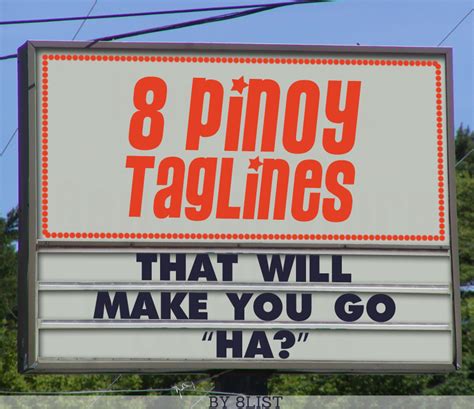 8 Pinoy
Taglines
THAT WILL
MAKE YOU GO
"HA?"
BY 8LIST